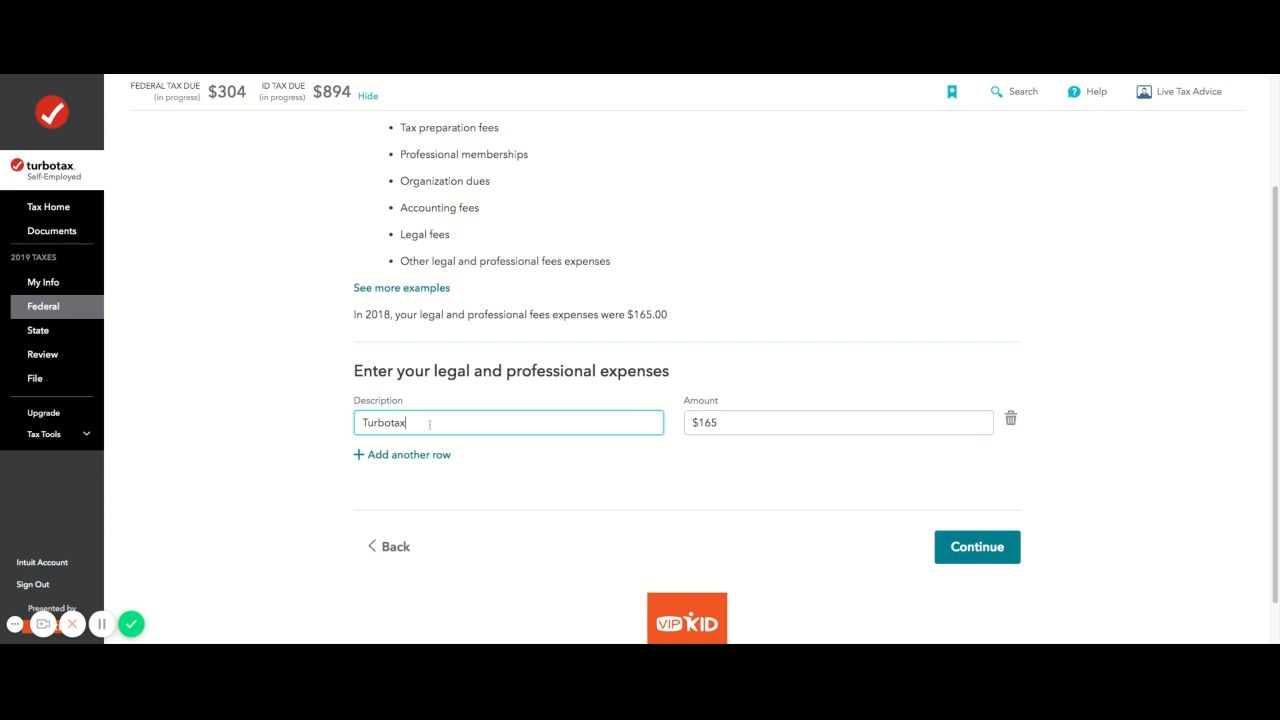 FEDERAL TAX DUE
(in progress)
$304
ID TAX DUE
(in progress)
$894
Hide
Search
Help
Live Tax Advice
turbotax
Self-Employed
Tax Home
Documents
2019 TAXES
My Info
Federal
State
Review
File
Upgrade
Tax Tools
Intuit Account
Sign Out
Presented by
• Tax preparation fees
• Professional memberships
• Organization dues
• Accounting fees
• Legal fees
• Other legal and professional fees expenses
See more examples
In 2018, your legal and professional fees expenses were $165.00
Enter your legal and professional expenses
Description
Amount
Turbotax
$165
+ Add another row
Back
Continue
VIPKID